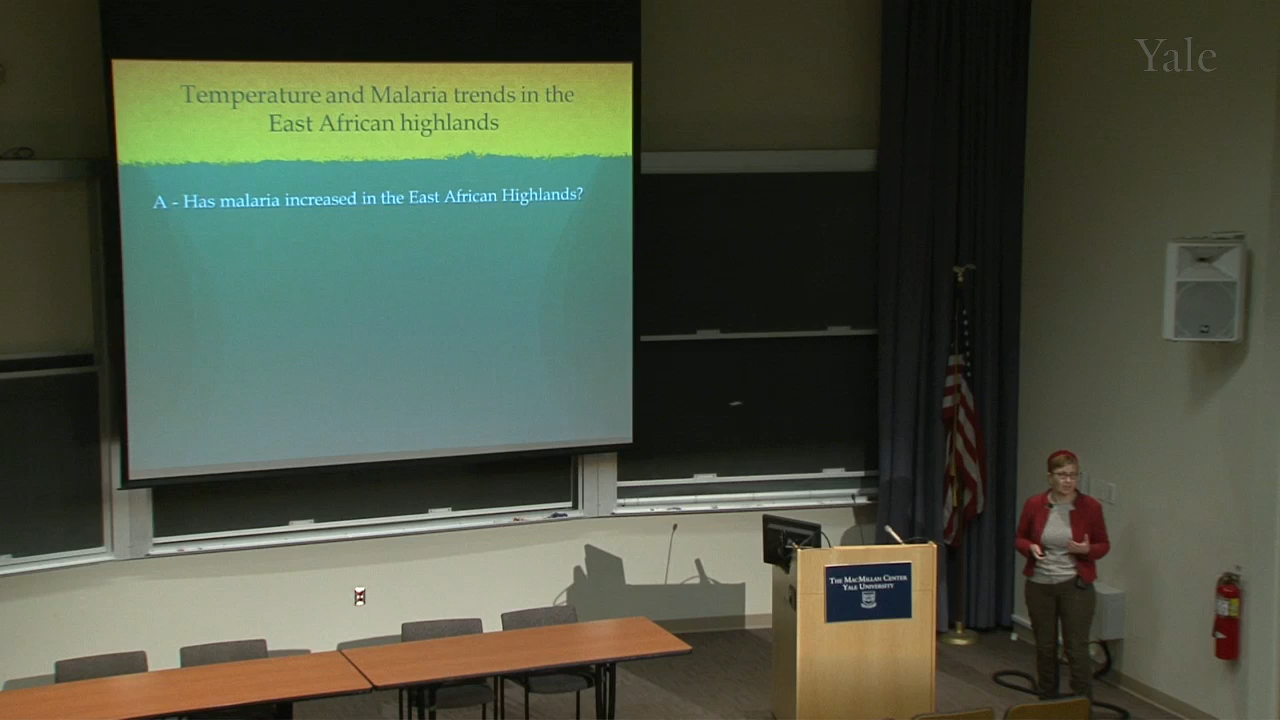 Yale
Temperature and Malaria trends in the
East African highlands
A - Has malaria increased in the East African Highlands?
THE MACMILLAN CENTER
YALE UNIVERSITY